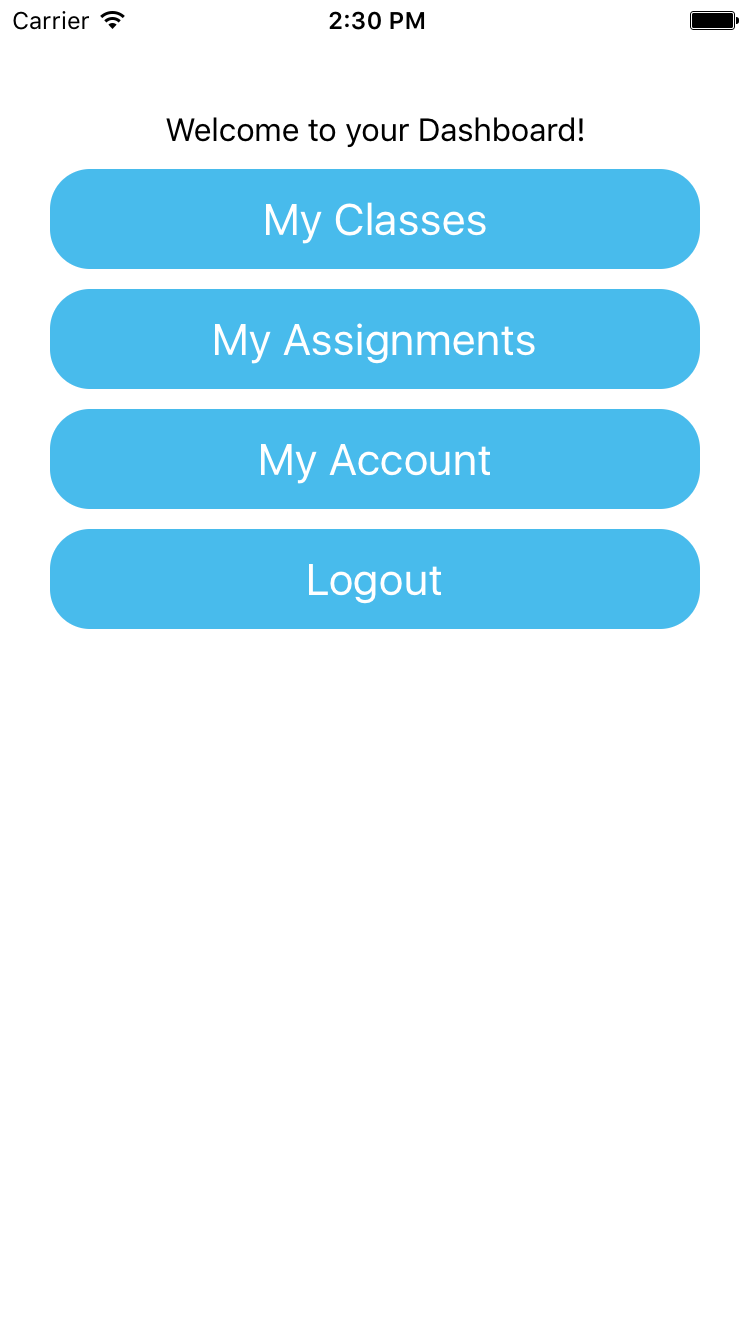 Carrier 2:30 PM
Welcome to your Dashboard!
My Classes
My Assignments
My Account
Logout